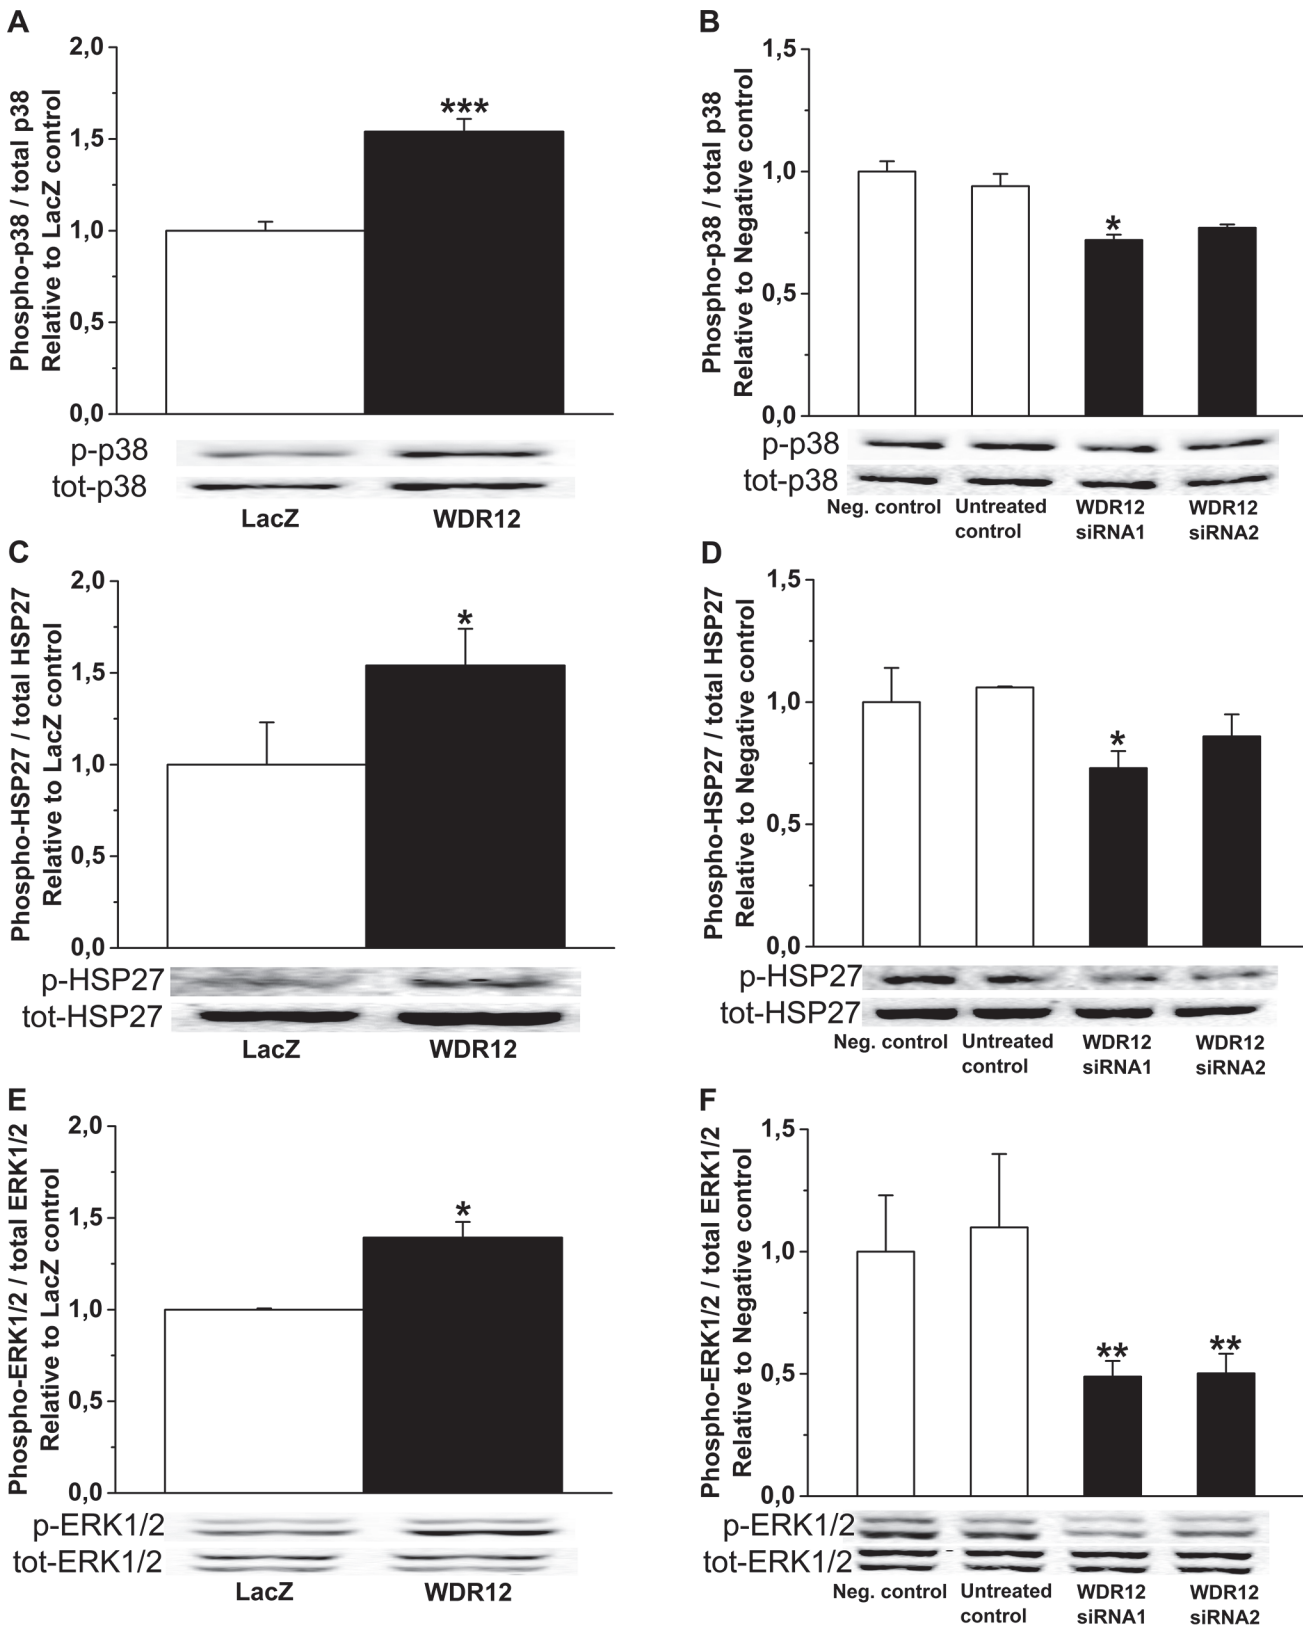 A
Phospho-p38 / total p38
Relative to LacZ control
2,0
1,5
1,0
0,5
0,0
***
p-p38
tot-p38
LacZ WDR12
B
Phospho-p38 / total p38
Relative to Negative control
1,5
1,0
0,5
0,0
*
p-p38
tot-p38
Neg. control Untreated WDR12 WDR12
control siRNA1 siRNA2
C
Phospho-HSP27 / total HSP27
Relative to LacZ control
2,0
1,5
1,0
0,5
0,0
*
p-HSP27
tot-HSP27
LacZ WDR12
D
Phospho-HSP27 / total HSP27
Relative to Negative control
1,5
1,0
0,5
0,0
*
p-HSP27
tot-HSP27
Neg. control Untreated WDR12 WDR12
control siRNA1 siRNA2
E
Phospho-ERK1/2 / total ERK1/2
Relative to LacZ control
2,0
1,5
1,0
0,5
0,0
*
p-ERK1/2
tot-ERK1/2
LacZ WDR12
F
Phospho-ERK1/2 / total ERK1/2
Relative to Negative control
1,5
1,0
0,5
0,0
** **
p-ERK1/2
tot-ERK1/2
Neg. control Untreated WDR12 WDR12
control siRNA1 siRNA2